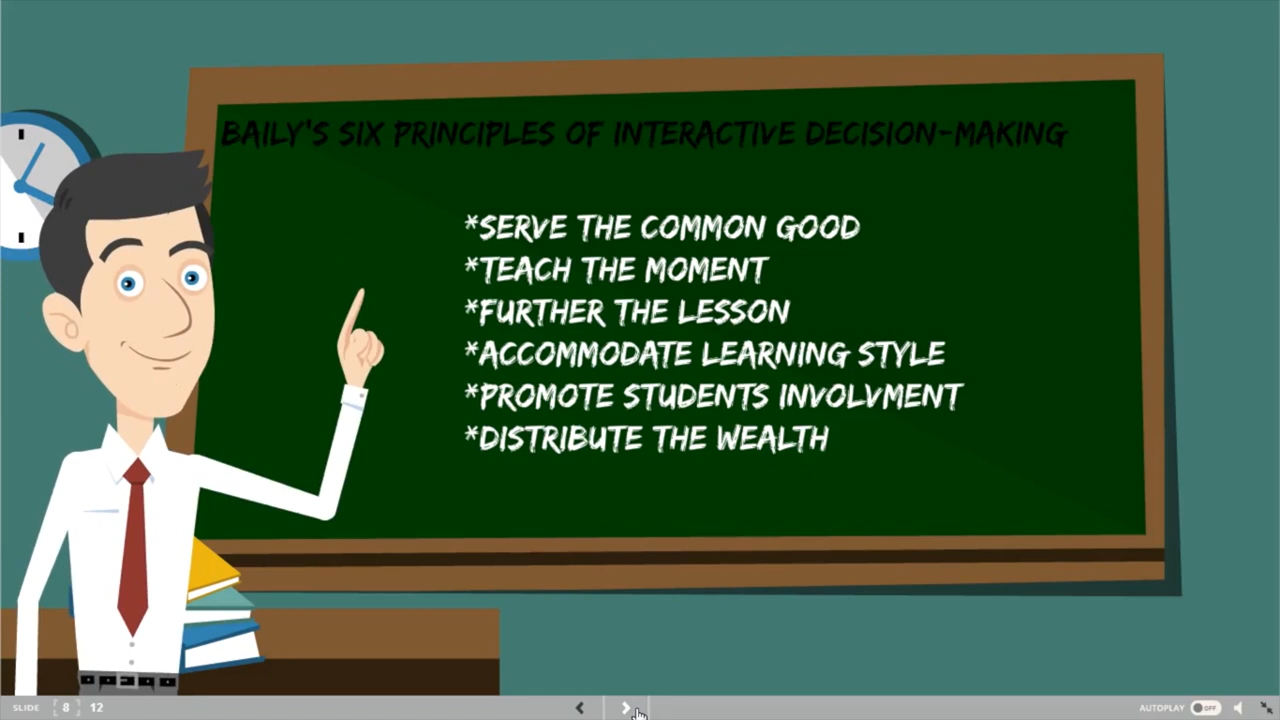 BAILY'S SIX PRINCIPLES OF INTERACTIVE DECISION-MAKING
*SERVE THE COMMON GOOD
*TEACH THE MOMENT
*FURTHER THE LESSON
*ACCOMMODATE LEARNING STYLE
*PROMOTE STUDENTS INVOLVMENT
*DISTRIBUTE THE WEALTH
SLIDE 8 12 AUTOPLAY OFF